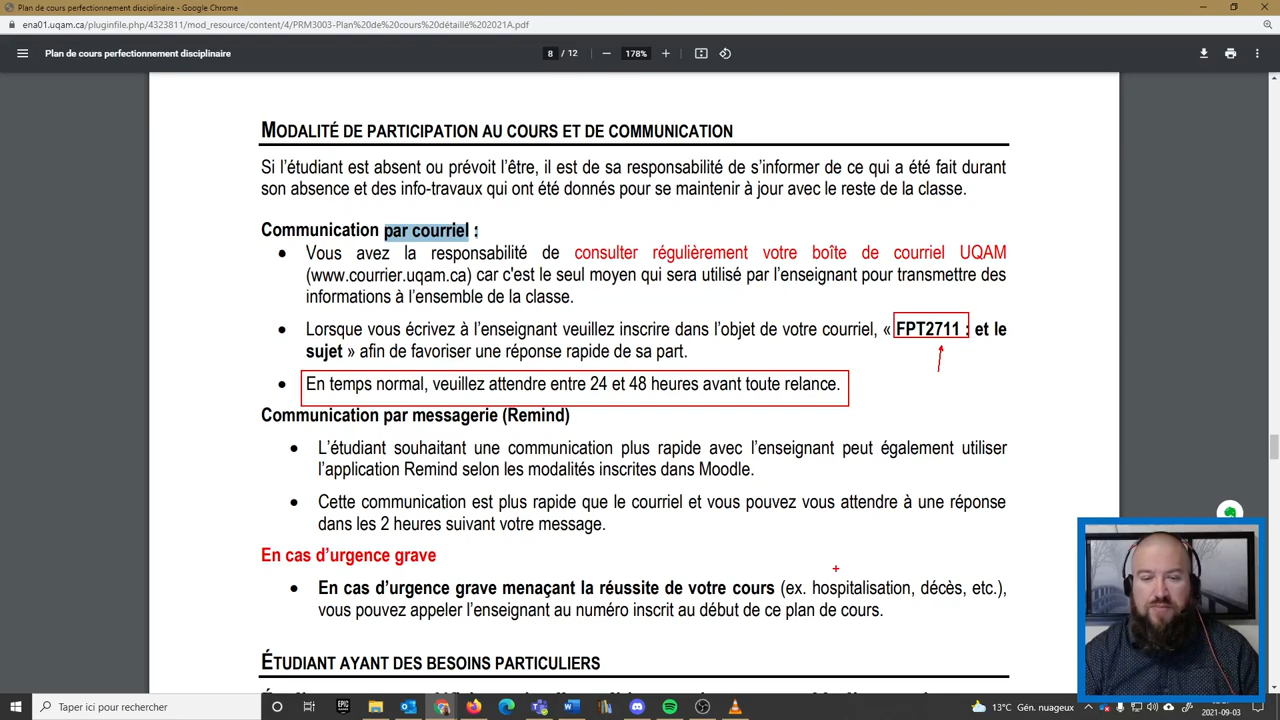 Plan de cours perfectionnement disciplinaire - Google Chrome
ena01.uqam.ca/pluginfile.php/4323811/mod_resource/content/4/PRM3003-Plan%20de%20cours%20détaillé%202021A.pdf
Plan de cours perfectionnement disciplinaire
8 / 12
178%
MODALITÉ DE PARTICIPATION AU COURS ET DE COMMUNICATION
Si l'étudiant est absent ou prévoit l'être, il est de sa responsabilité de s'informer de ce qui a été fait durant
son absence et des info-travaux qui ont été donnés pour se maintenir à jour avec le reste de la classe.
Communication par courriel :
• Vous avez la responsabilité de consulter régulièrement votre boîte de courriel UQAM
(www.courrier.uqam.ca) car c'est le seul moyen qui sera utilisé par l'enseignant pour transmettre des
informations à l'ensemble de la classe.
• Lorsque vous écrivez à l'enseignant veuillez inscrire dans l'objet de votre courriel, « FPT2711 : et le
sujet » afin de favoriser une réponse rapide de sa part.
• En temps normal, veuillez attendre entre 24 et 48 heures avant toute relance.
Communication par messagerie (Remind)
• L'étudiant souhaitant une communication plus rapide avec l'enseignant peut également utiliser
l'application Remind selon les modalités inscrites dans Moodle.
• Cette communication est plus rapide que le courriel et vous pouvez vous attendre à une réponse
dans les 2 heures suivant votre message.
En cas d'urgence grave
• En cas d'urgence grave menaçant la réussite de votre cours (ex. hospitalisation, décès, etc.),
vous pouvez appeler l'enseignant au numéro inscrit au début de ce plan de cours.
ÉTUDIANT AYANT DES BESOINS PARTICULIERS
Taper ici pour rechercher
EPIC
13°C Gén. nuageux
2021-09-03